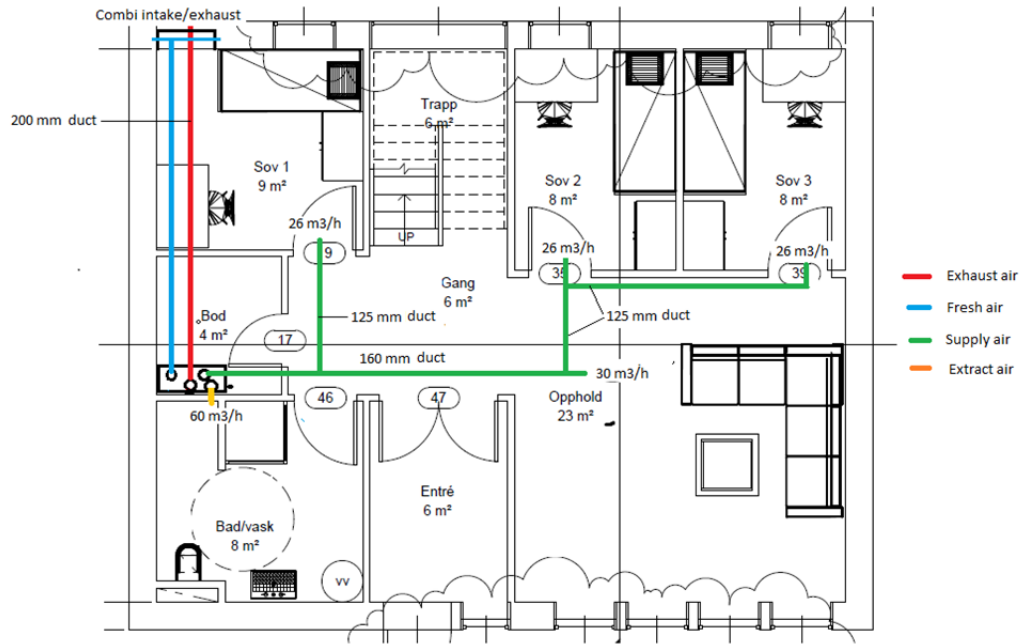 Combi intake/exhaust
200 mm duct
Trapp
6 m²
Sov 1
9 m²
Sov 2
8 m²
Sov 3
8 m²
26 m3/h
26 m3/h
26 m3/h
UP
9
35
39
Gang
6 m²
Exhaust air
Fresh air
Supply air
Extract air
Bod
4 m²
17
125 mm duct
125 mm duct
160 mm duct
30 m3/h
60 m3/h
46
47
Opphold
23 m²
Entré
6 m²
Bad/vask
8 m²
VV